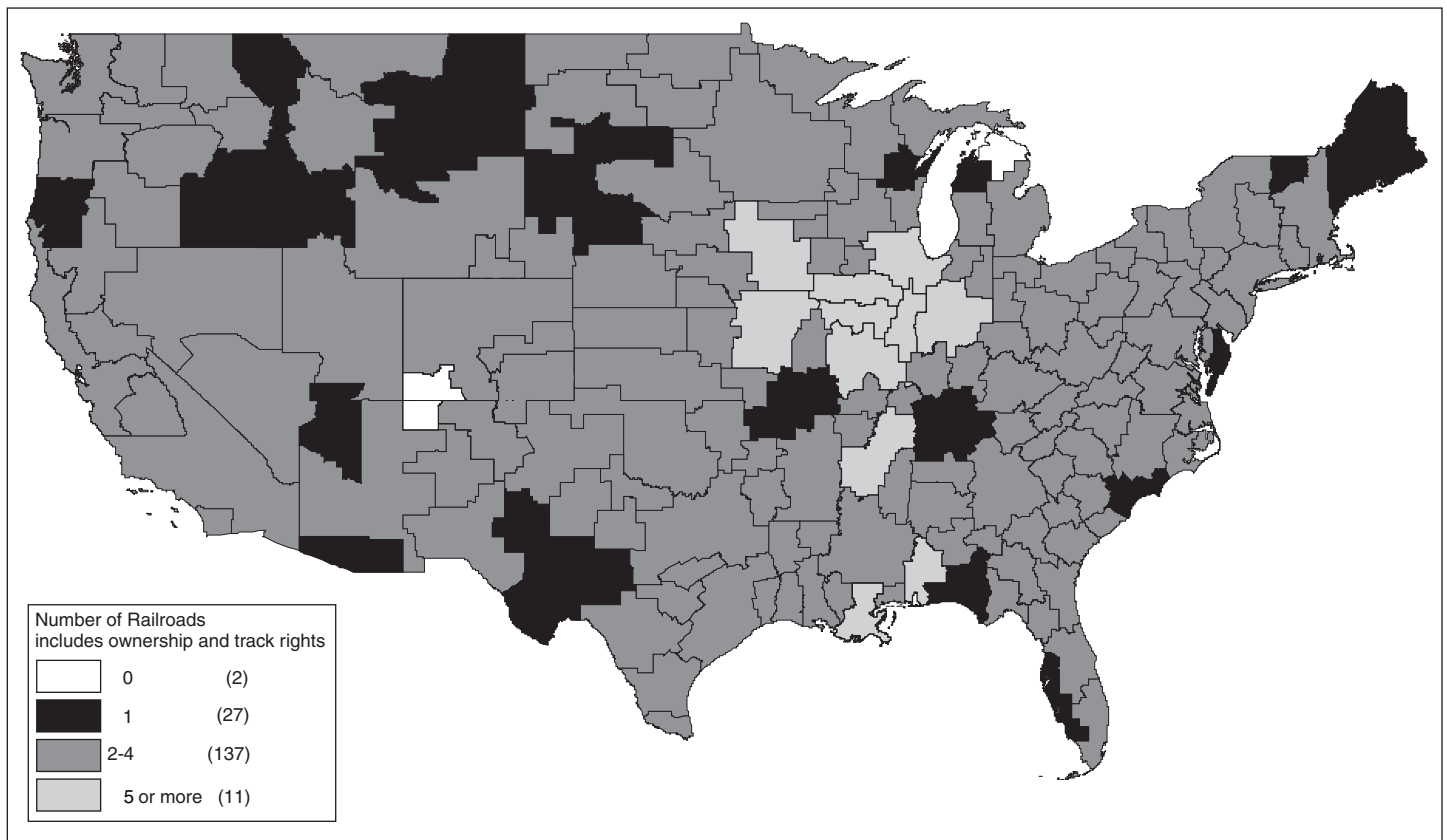 Number of Railroads
includes ownership and track rights
0 (2)
1 (27)
2-4 (137)
5 or more (11)